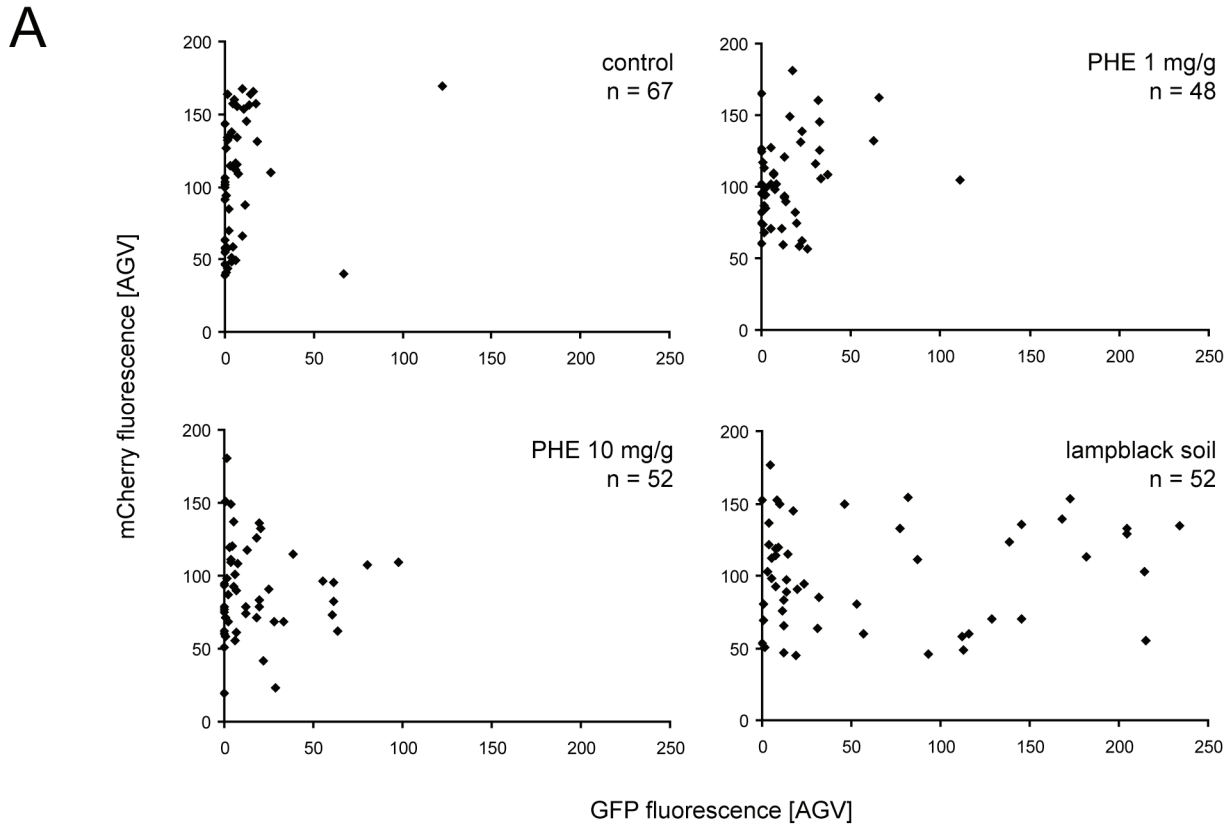 A
control
n = 67
200
150
100
50
0
0 50 100 150 200 250
PHE 1 mg/g
n = 48
200
150
100
50
0
0 50 100 150 200 250
mCherry fluorescence [AGV]
PHE 10 mg/g
n = 52
200
150
100
50
0
0 50 100 150 200 250
lampblack soil
n = 52
200
150
100
50
0
0 50 100 150 200 250
GFP fluorescence [AGV]